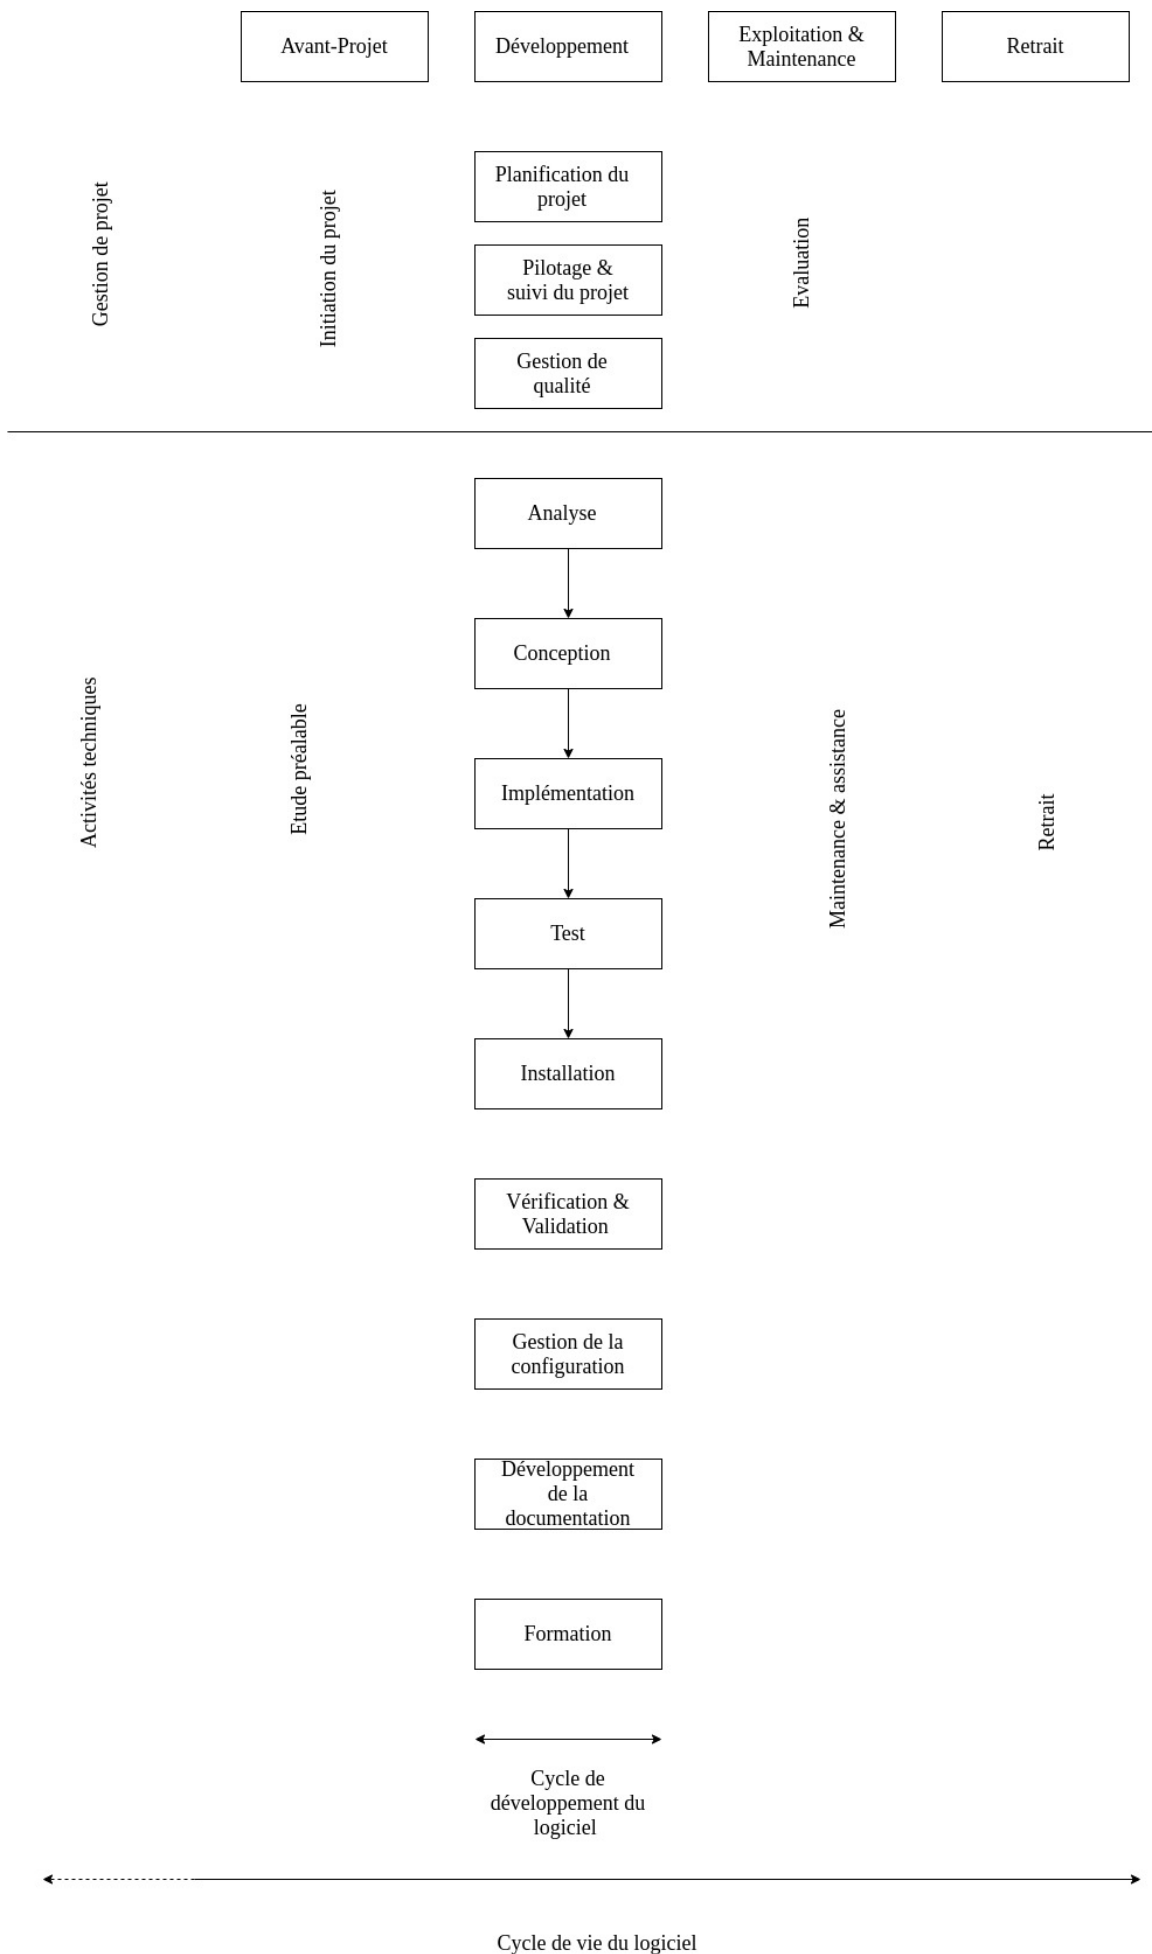 Avant-Projet
Développement
Exploitation &
Maintenance
Retrait
Gestion de projet
Initiation du projet
Planification du
projet
Pilotage &
suivi du projet
Gestion de
qualité
Evaluation
Activités techniques
Etude préalable
Analyse
Conception
Implémentation
Test
Installation
Vérification &
Validation
Gestion de la
configuration
Développement
de la
documentation
Formation
Maintenance & assistance
Retrait
Cycle de
développement du
logiciel
Cycle de vie du logiciel